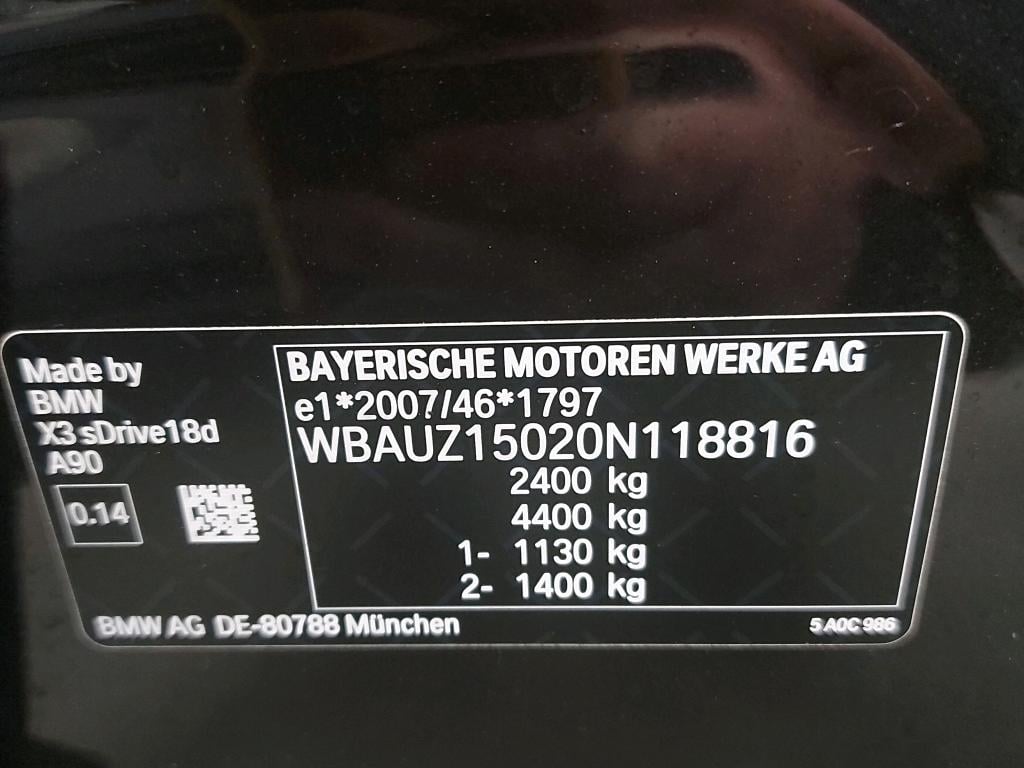 Made by
BMW
X3 sDrive18d
A90
0.14
BAYERISCHE MOTOREN WERKE AG
e1*2007/46*1797
WBAUZ15020N118816
2400 kg
4400 kg
1- 1130 kg
2- 1400 kg
BMW AG DE-80788 München
5 A0C 986